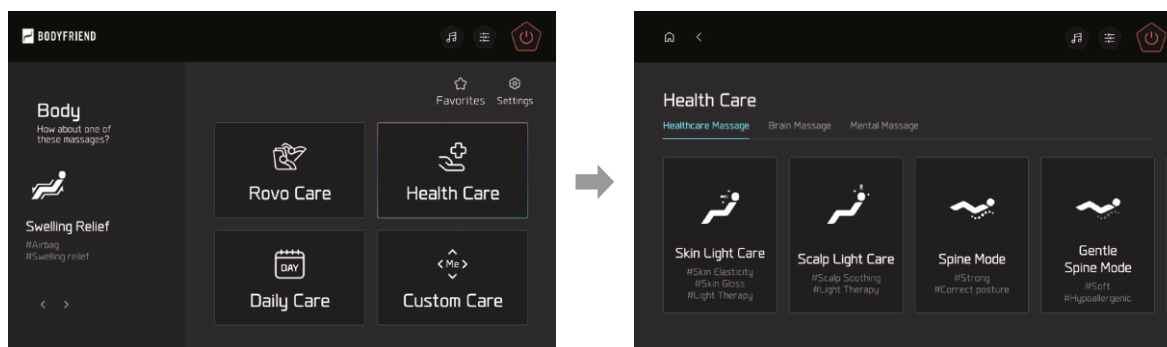 BODYFRIEND
Favorites Settings
Body
How about one of
these massages?
Swelling Relief
#Airbag
#Swelling relief
Rovo Care
Health Care
DAY
Daily Care
< Me >
Custom Care
Health Care
Healthcare Massage Brain Massage Mental Massage
Skin Light Care
#Skin Elasticity
#Skin Gloss
#Light Therapy
Scalp Light Care
#Scalp Soothing
#Light Therapy
Spine Mode
#Strong
#Correct posture
Gentle
Spine Mode
#Soft
#Hypoallergenic